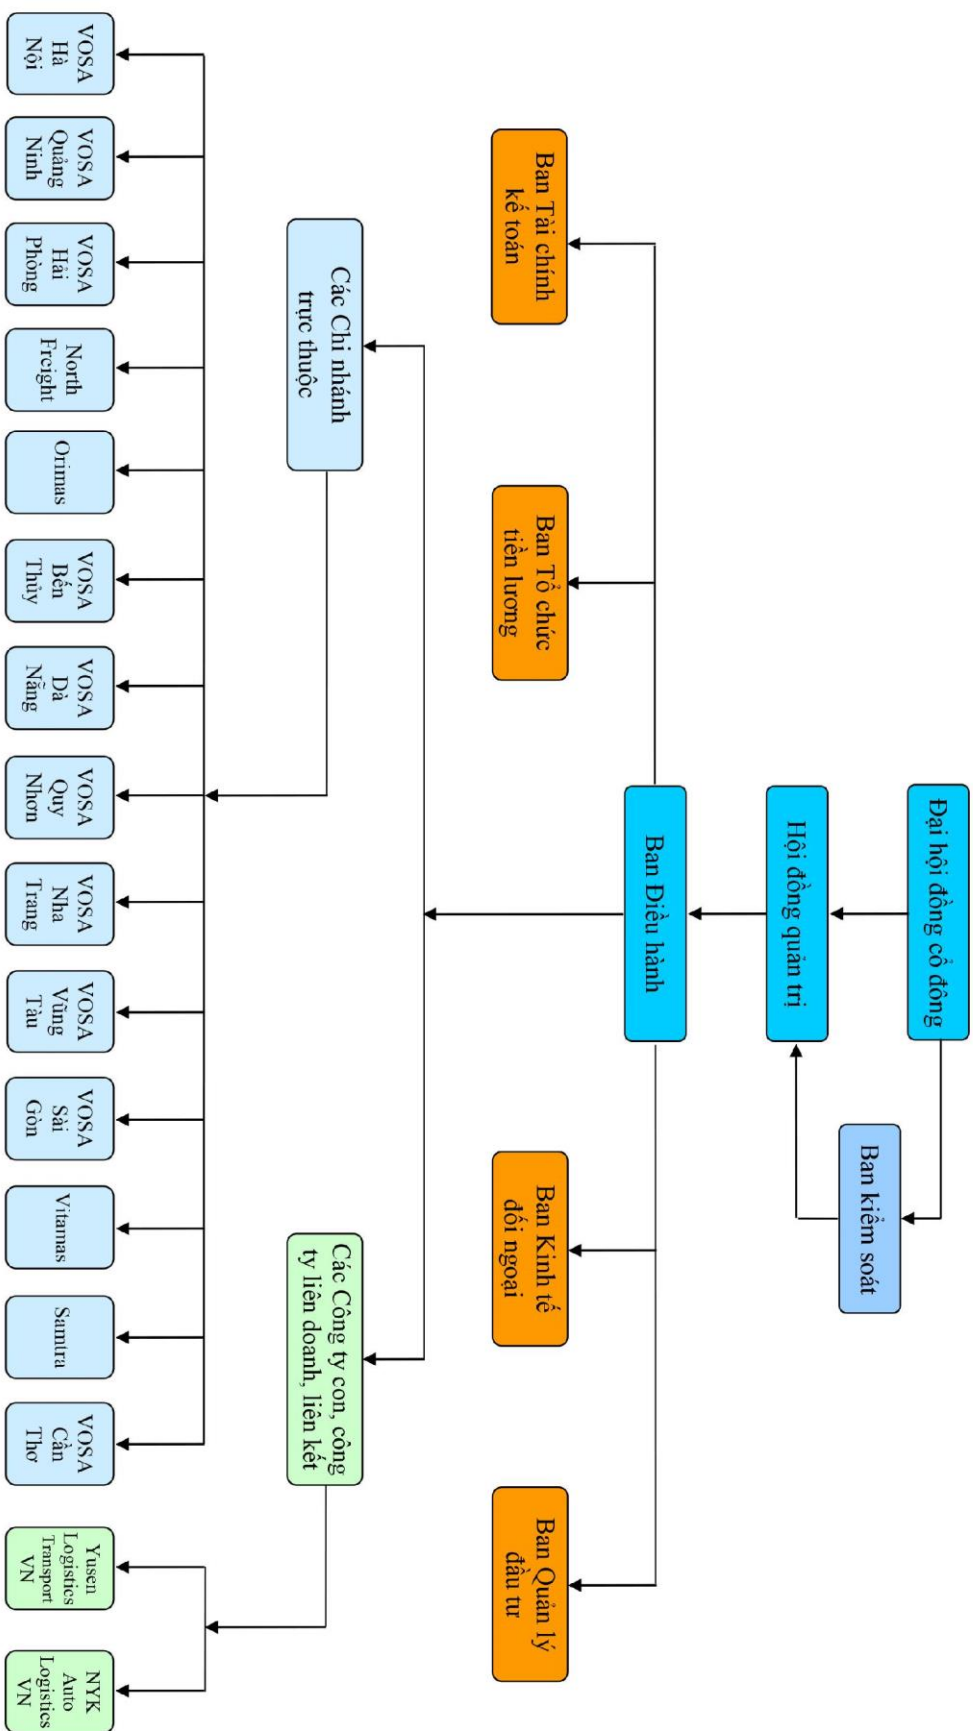 Đại hội đồng cổ đông
Ban kiểm soát
Hội đồng quản trị
Ban Điều hành
Ban Tài chính
kế toán
Ban Tổ chức
tiền lương
Ban Kinh tế
đối ngoại
Ban Quản lý
đầu tư
Các Chi nhánh
trực thuộc
Các Công ty con, công
ty liên doanh, liên kết
VOSA
Hà
Nội
VOSA
Quảng
Ninh
VOSA
Hải
Phòng
North
Freight
Orimas
VOSA
Bến
Thủy
VOSA
Đà
Nẵng
VOSA
Quy
Nhơn
VOSA
Nha
Trang
VOSA
Vũng
Tàu
VOSA
Sài
Gòn
Vitamas
Samtra
VOSA
Cần
Thơ
Yusen
Logistics
Transport
VN
NYK
Auto
Logistics
VN